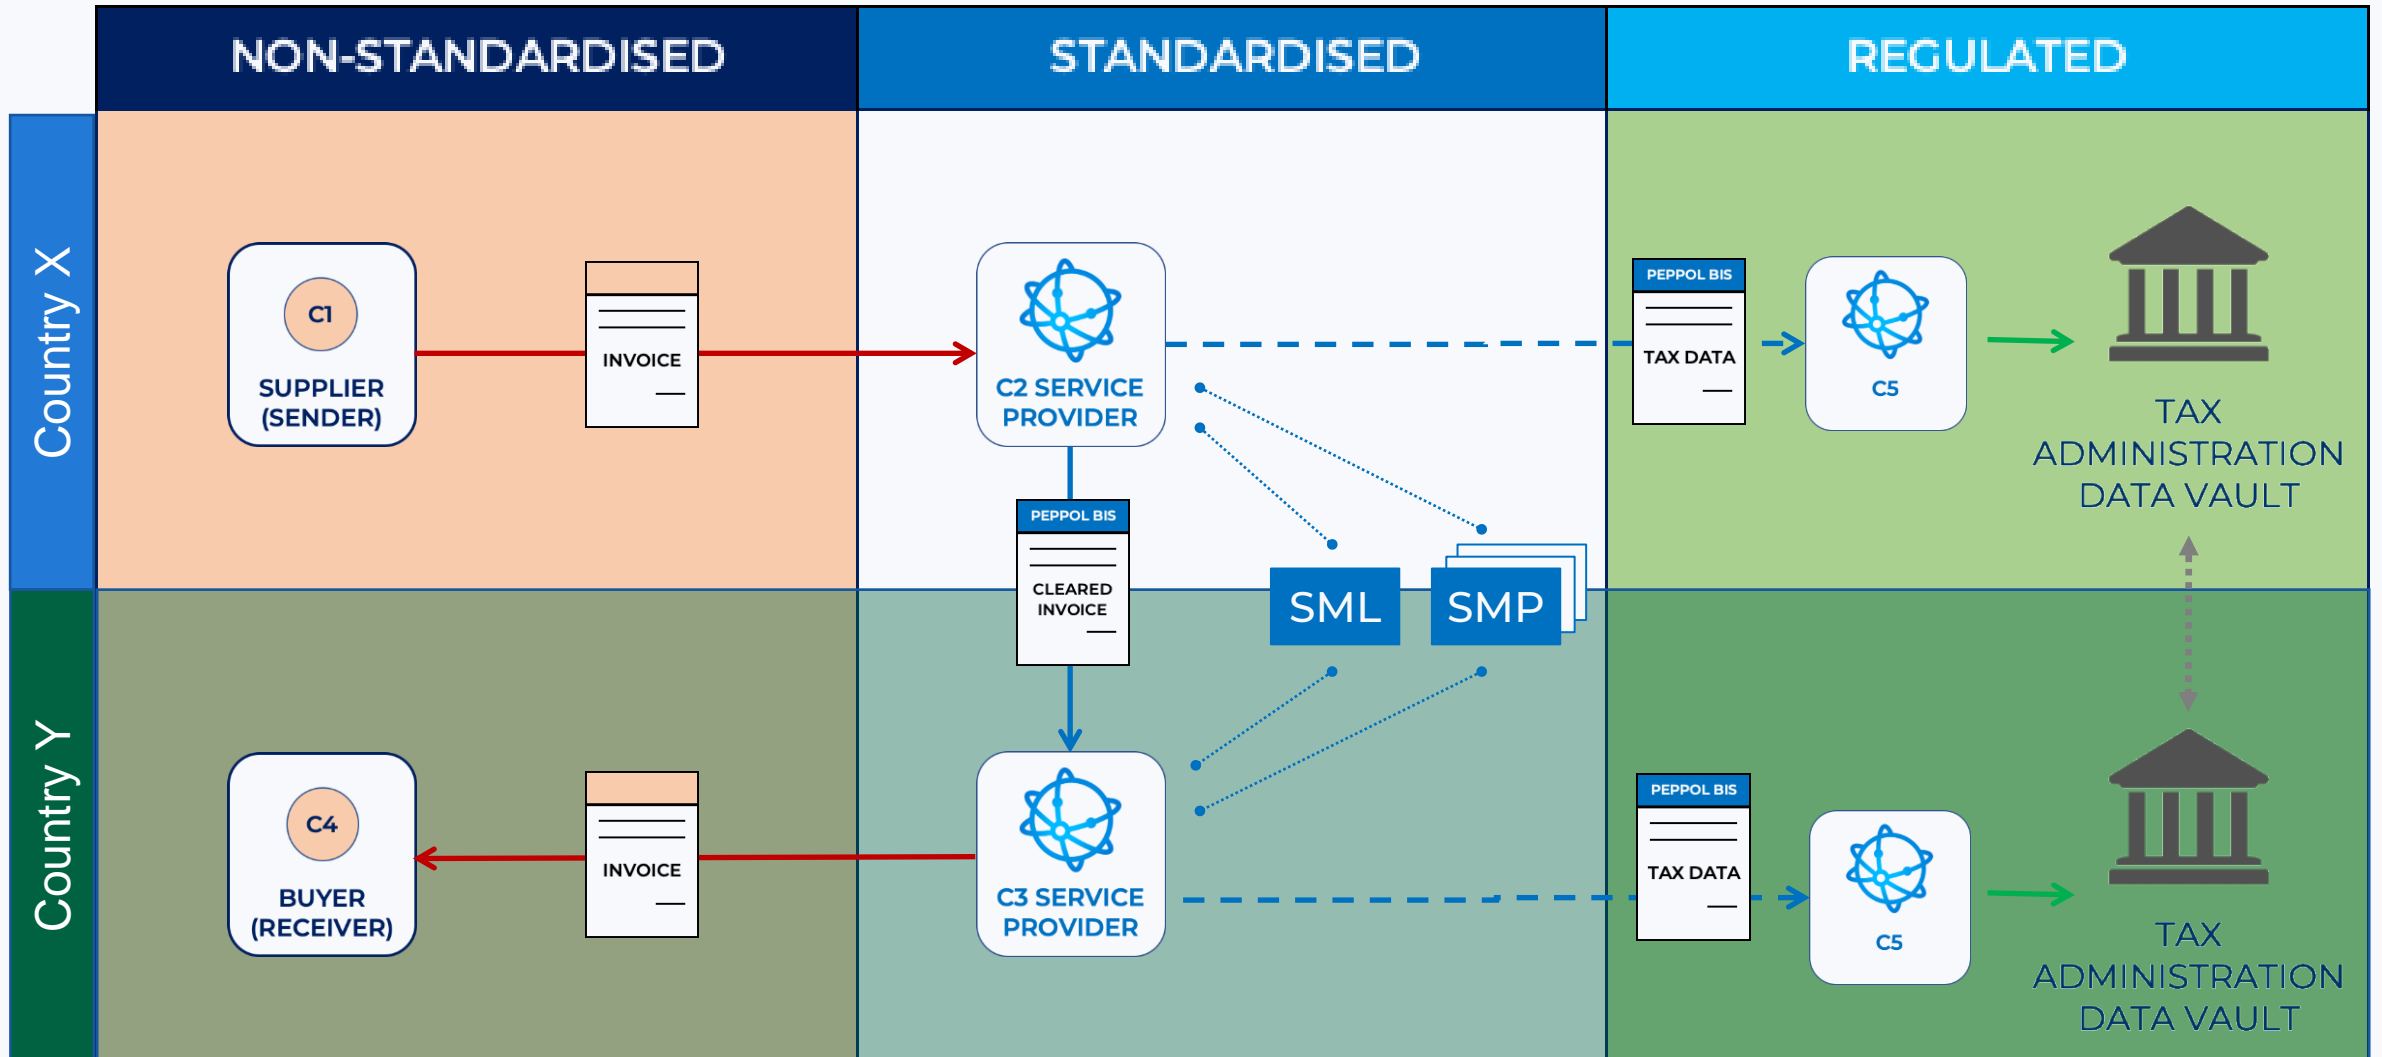 NON-STANDARDISED
STANDARDISED
REGULATED
Country X
C1
SUPPLIER
(SENDER)
INVOICE
C2 SERVICE
PROVIDER
PEPPOL BIS
TAX DATA
C5
TAX
ADMINISTRATION
DATA VAULT
PEPPOL BIS
CLEARED
INVOICE
SML
SMP
Country Y
C4
BUYER
(RECEIVER)
INVOICE
C3 SERVICE
PROVIDER
PEPPOL BIS
TAX DATA
C5
TAX
ADMINISTRATION
DATA VAULT